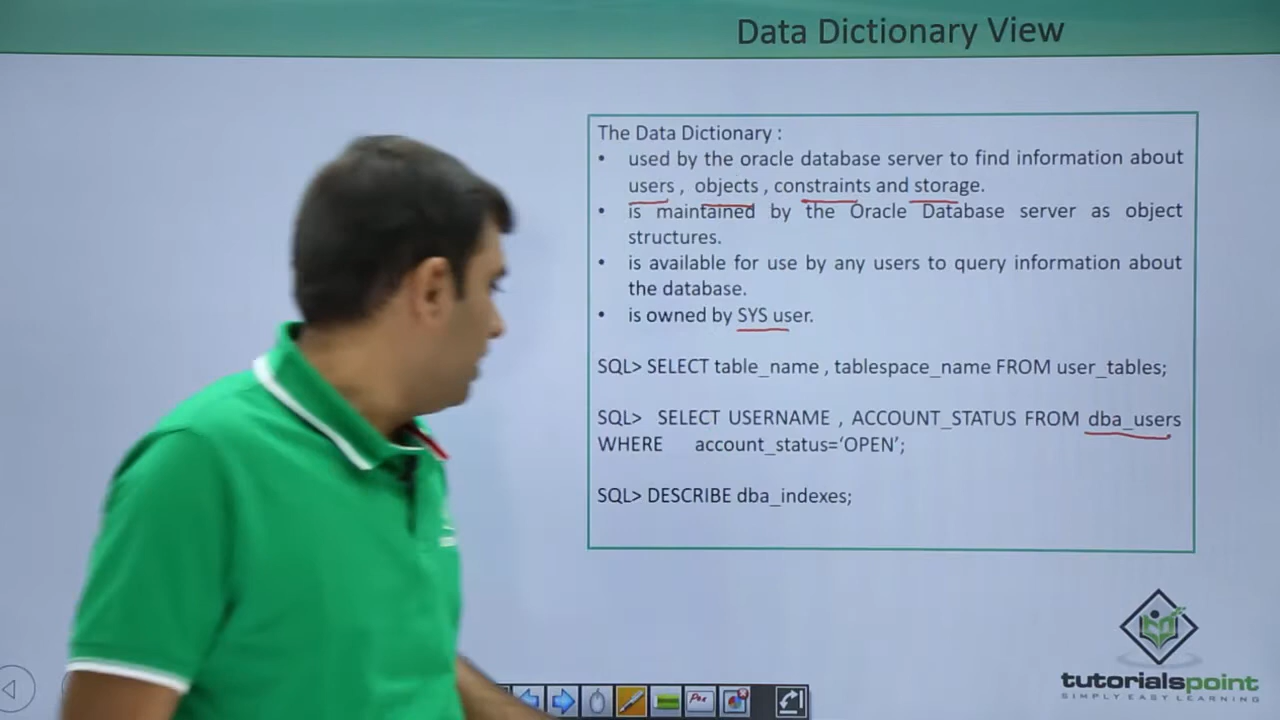 Data Dictionary View
The Data Dictionary :
• used by the oracle database server to find information about
users , objects , constraints and storage.
• is maintained by the Oracle Database server as object
structures.
• is available for use by any users to query information about
the database.
• is owned by SYS user.
SQL> SELECT table_name , tablespace_name FROM user_tables;
SQL> SELECT USERNAME , ACCOUNT_STATUS FROM dba_users
WHERE account_status=‘OPEN’;
SQL> DESCRIBE dba_indexes;
tutorialspoint
SIMPLY EASY LEARNING